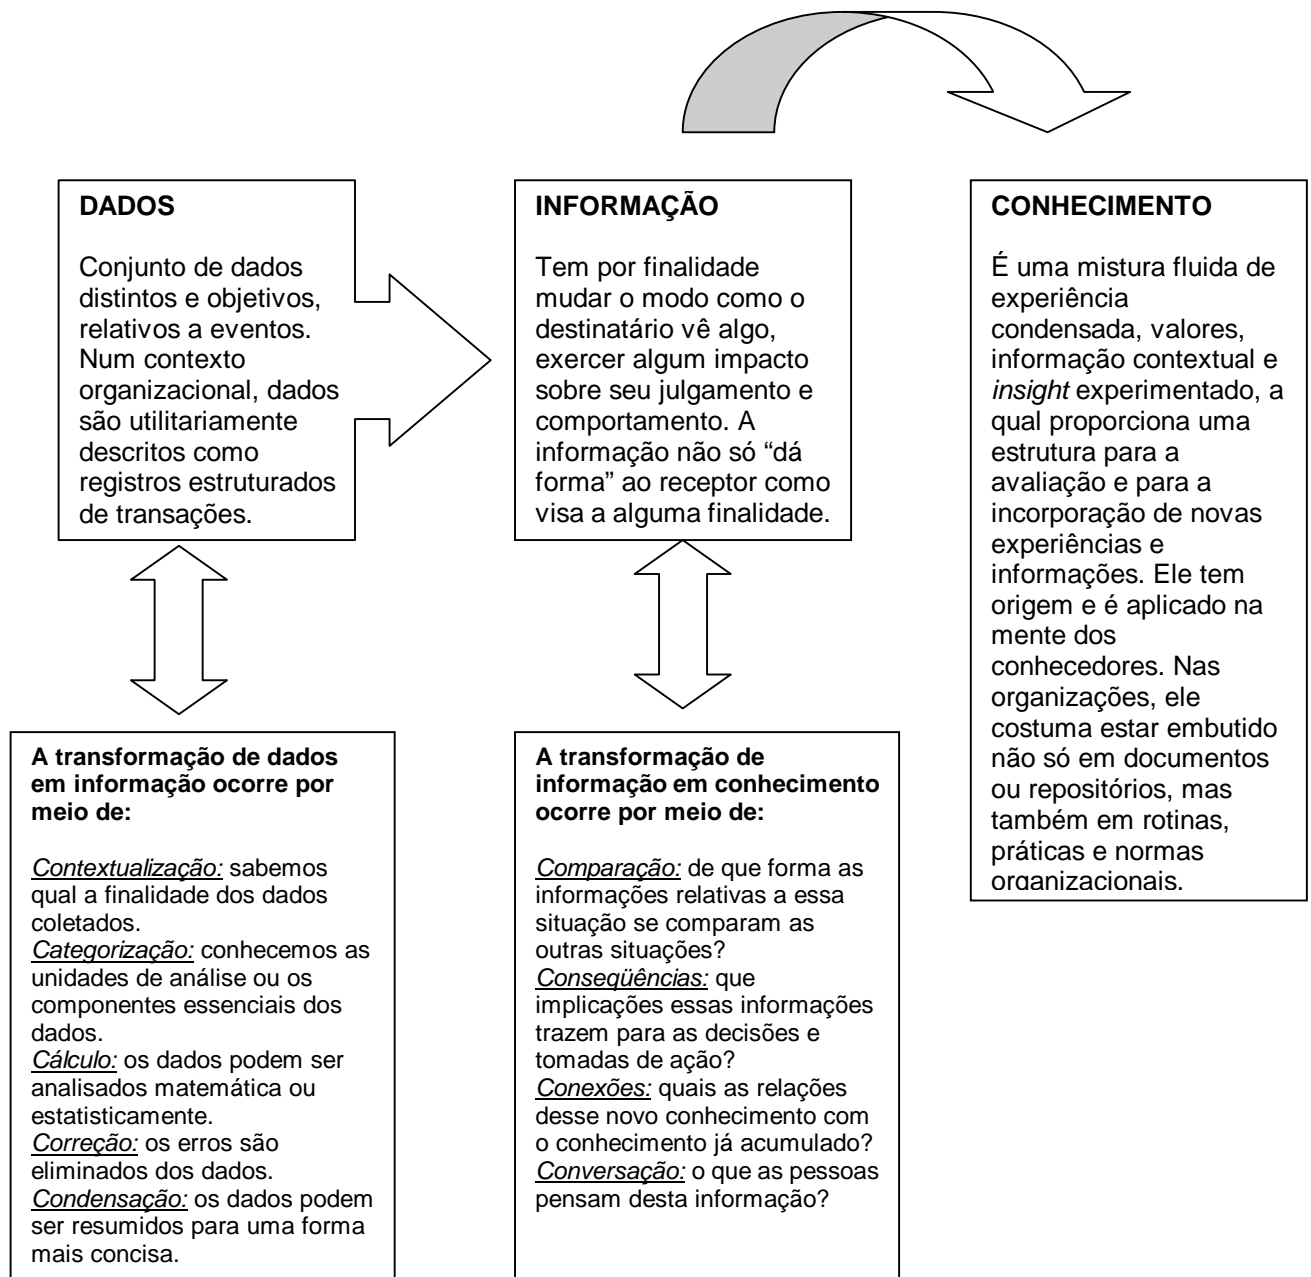 DADOS
Conjunto de dados
distintos e objetivos,
relativos a eventos.
Num contexto
organizacional, dados
são utilitariamente
descritos como
registros estruturados
de transações.
INFORMAÇÃO
Tem por finalidade
mudar o modo como o
destinatário vê algo,
exercer algum impacto
sobre seu julgamento e
comportamento. A
informação não só “dá
forma” ao receptor como
visa a alguma finalidade.
CONHECIMENTO
É uma mistura fluida de
experiência
condensada, valores,
informação contextual e
insight experimentado, a
qual proporciona uma
estrutura para a
avaliação e para a
incorporação de novas
experiências e
informações. Ele tem
origem e é aplicado na
mente dos
conhecedores. Nas
organizações, ele
costuma estar embutido
não só em documentos
ou repositórios, mas
também em rotinas,
práticas e normas
organizacionais.
A transformação de dados
em informação ocorre por
meio de:
Contextualização: sabemos
qual a finalidade dos dados
coletados.
Categorização: conhecemos as
unidades de análise ou os
componentes essenciais dos
dados.
Cálculo: os dados podem ser
analisados matemática ou
estatisticamente.
Correção: os erros são
eliminados dos dados.
Condensação: os dados podem
ser resumidos para uma forma
mais concisa.
A transformação de
informação em conhecimento
ocorre por meio de:
Comparação: de que forma as
informações relativas a essa
situação se comparam as
outras situações?
Conseqüências: que
implicações essas informações
trazem para as decisões e
tomadas de ação?
Conexões: quais as relações
desse novo conhecimento com
o conhecimento já acumulado?
Conversação: o que as pessoas
pensam desta informação?